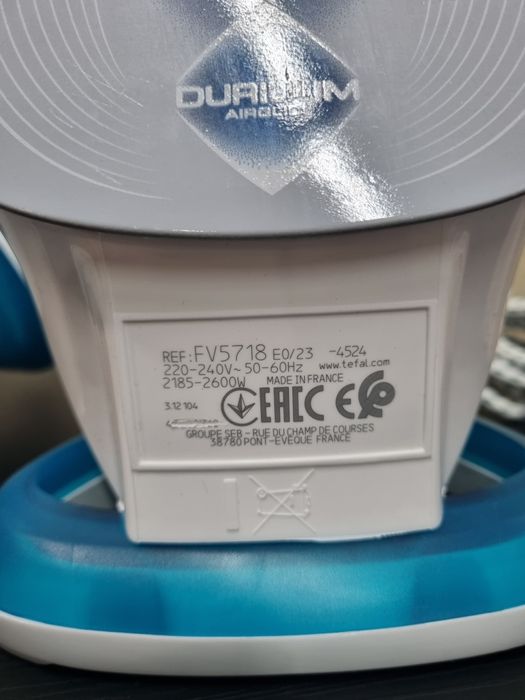 DURILIUM
AIRGLIDE
REF: FV5718 E0/23 -4524
220-240V~ 50-60Hz www.tefal.com
2185-2600W MADE IN FRANCE
3.12 104
EAC CE
GROUPE SEB - RUE DU CHAMP DE COURSES
38780 PONT-EVEQUE FRANCE